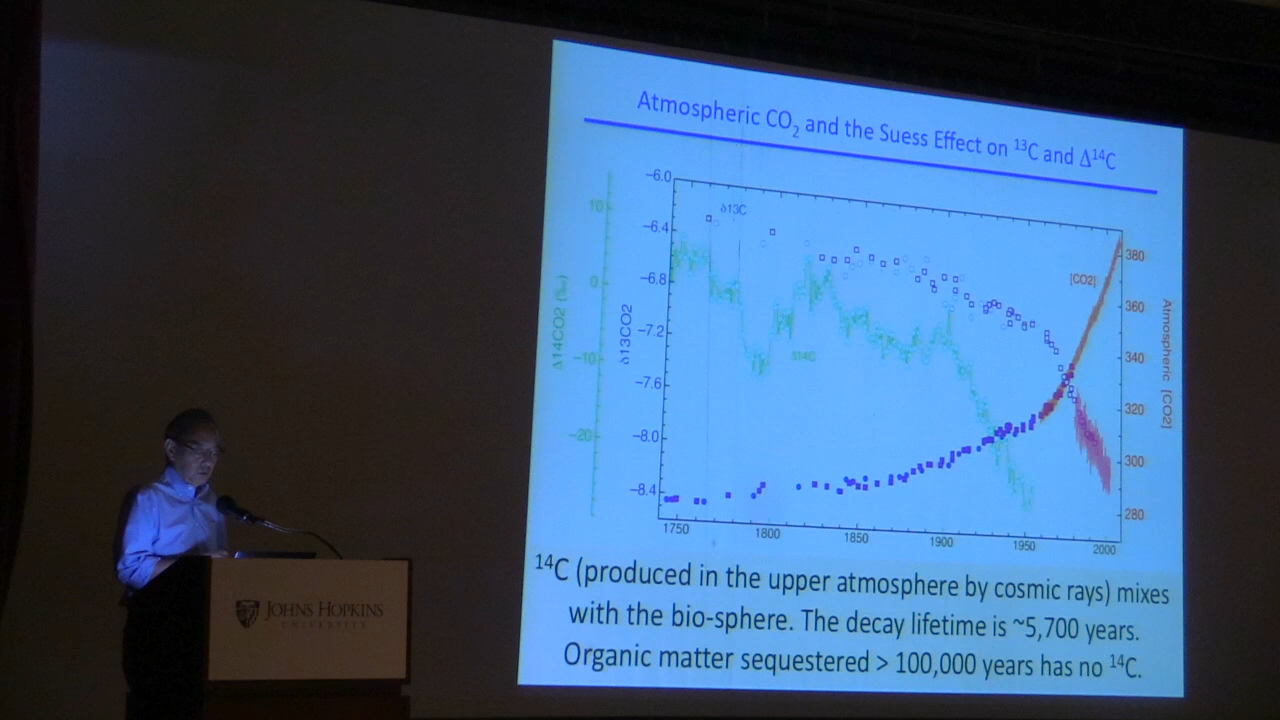 Atmospheric CO₂ and the Suess Effect on ¹³C and Δ¹⁴C
−6.0
−6.4
−6.8
−7.2
−7.6
−8.0
−8.4
δ13CO2
10
0
−10
−20
Δ14CO2 (‰)
δ13C
δ14C
[CO2]
380
360
340
320
300
280
Atmospheric [CO2]
1750 1800 1850 1900 1950 2000
¹⁴C (produced in the upper atmosphere by cosmic rays) mixes
with the bio-sphere. The decay lifetime is ~5,700 years.
Organic matter sequestered > 100,000 years has no ¹⁴C.
JOHNS HOPKINS
UNIVERSITY